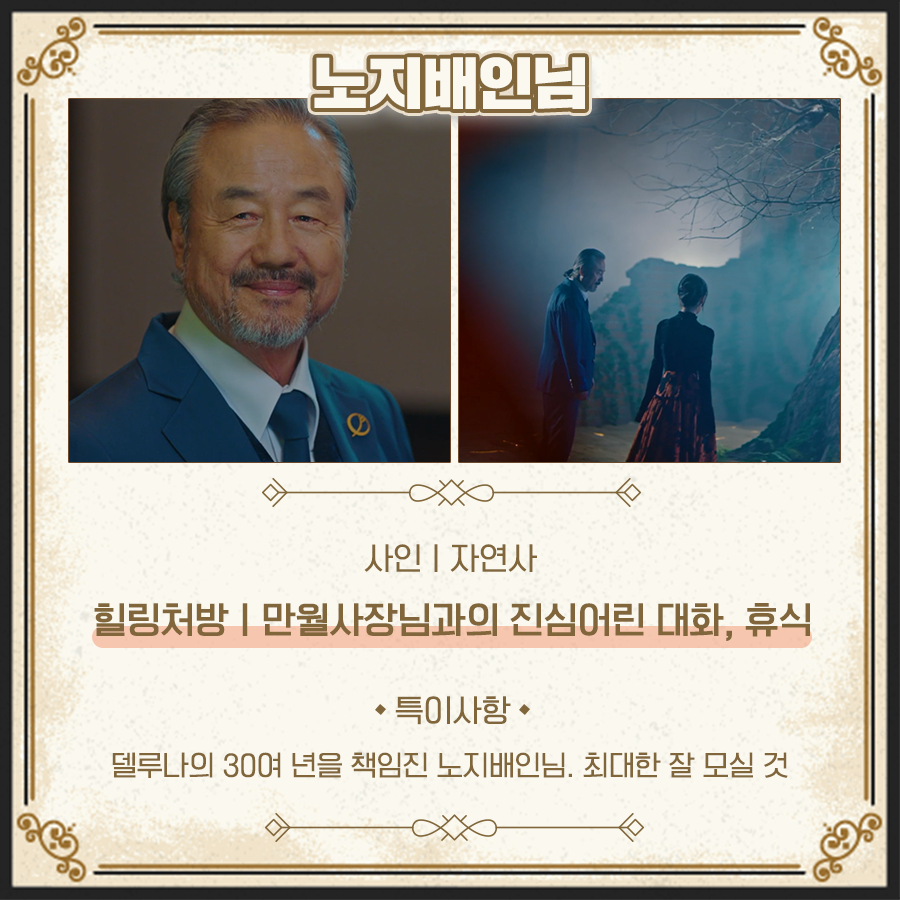 노지배인님
사인 | 자연사
힐링처방 | 만월사장님과의 진심어린 대화, 휴식
• 특이사항 •
델루나의 30여 년을 책임진 노지배인님. 최대한 잘 모실 것